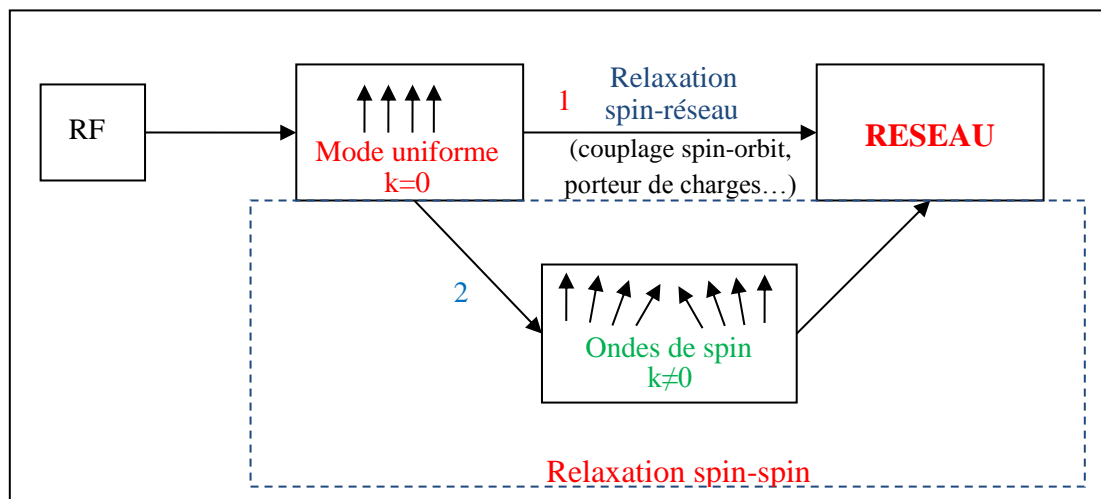 RF
Mode uniforme
k=0
1
Relaxation
spin-réseau
(couplage spin-orbit,
porteur de charges…)
RESEAU
2
Ondes de spin
k≠0
Relaxation spin-spin